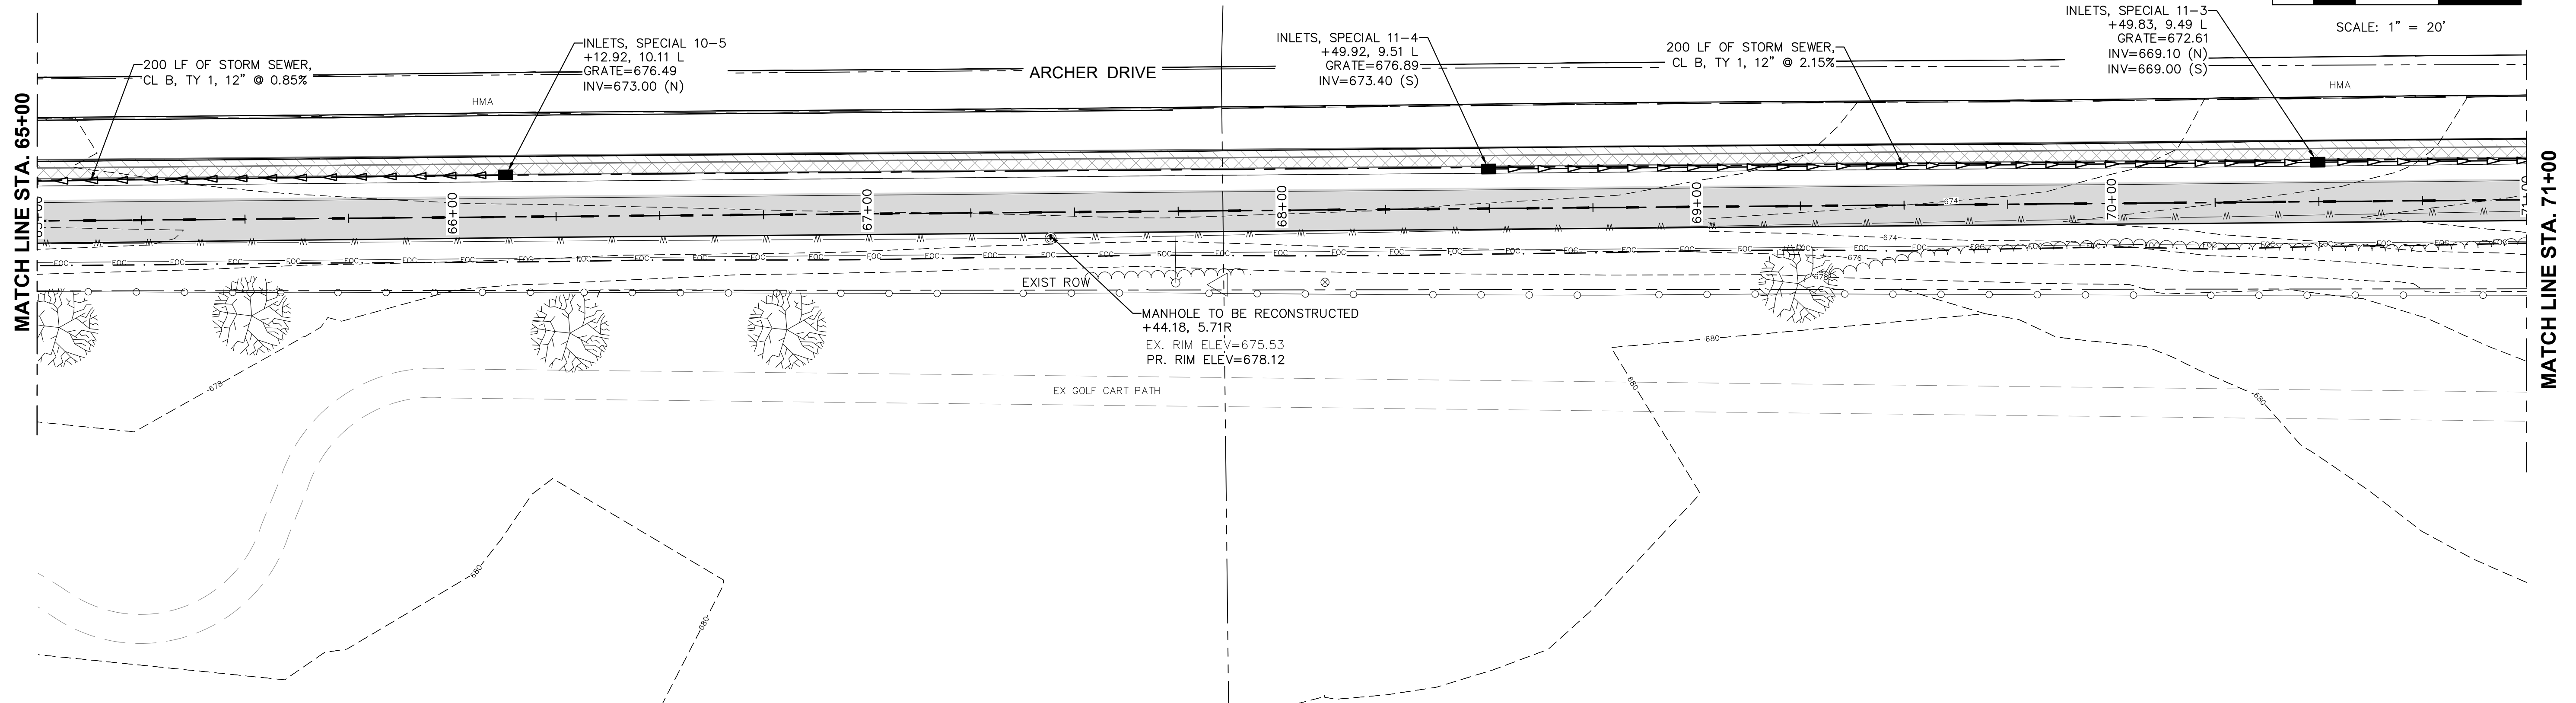 MATCH LINE STA. 65+00
200 LF OF STORM SEWER,
CL B, TY 1, 12" @ 0.85%
INLETS, SPECIAL 10-5
+12.92, 10.11 L
GRATE=676.49
INV=673.00 (N)
HMA
ARCHER DRIVE
INLETS, SPECIAL 11-4
+49.92, 9.51 L
GRATE=676.89
INV=673.40 (S)
200 LF OF STORM SEWER,
CL B, TY 1, 12" @ 2.15%
INLETS, SPECIAL 11-3
+49.83, 9.49 L
GRATE=672.61
INV=669.10 (N)
INV=669.00 (S)
SCALE: 1" = 20'
HMA
66+00
67+00
68+00
69+00
70+00
674
674
676
678
EXIST ROW
MANHOLE TO BE RECONSTRUCTED
+44.18, 5.71R
EX. RIM ELEV=675.53
PR. RIM ELEV=678.12
EX GOLF CART PATH
678
680
680
680
680
680
MATCH LINE STA. 71+00